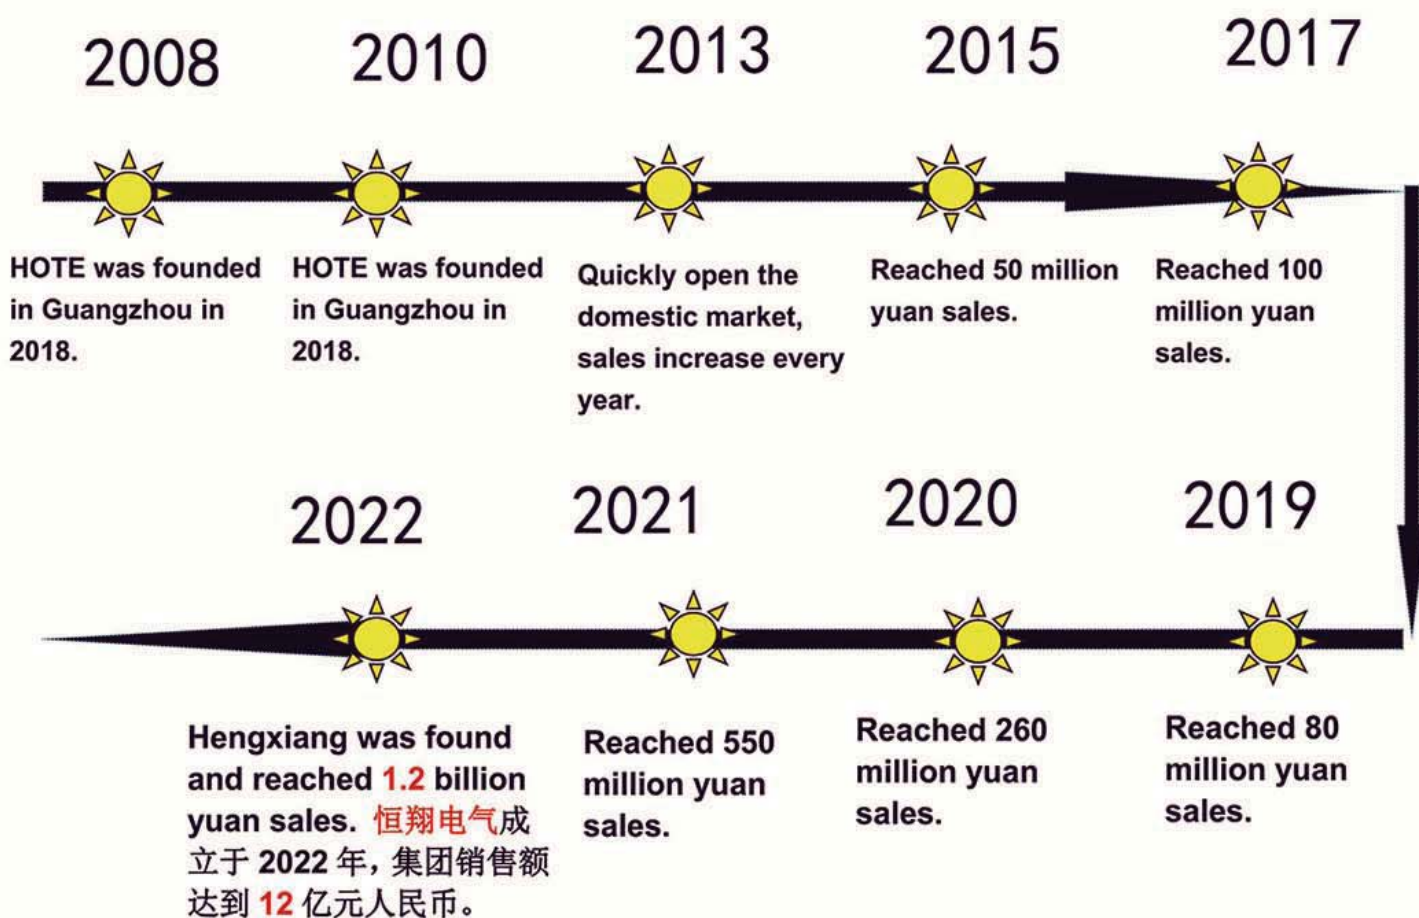 2008
2010
2013
2015
2017
HOTE was founded
in Guangzhou in
2018.
HOTE was founded
in Guangzhou in
2018.
Quickly open the
domestic market,
sales increase every
year.
Reached 50 million
yuan sales.
Reached 100
million yuan
sales.
2022
2021
2020
2019
Hengxiang was found
and reached 1.2 billion
yuan sales. 恒翔电气成
立于 2022 年，集团销售额
达到 12 亿元人民币。
Reached 550
million yuan
sales.
Reached 260
million yuan
sales.
Reached 80
million yuan
sales.